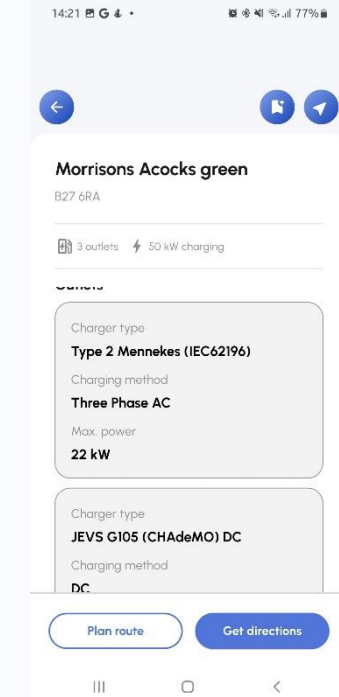 14:21
77%
Morrisons Acocks green
B27 6RA
3 outlets 50 kW charging
Outlets
Charger type
Type 2 Mennekes (IEC62196)
Charging method
Three Phase AC
Max. power
22 kW
Charger type
JEVS G105 (CHAdeMO) DC
Charging method
DC
Plan route
Get directions